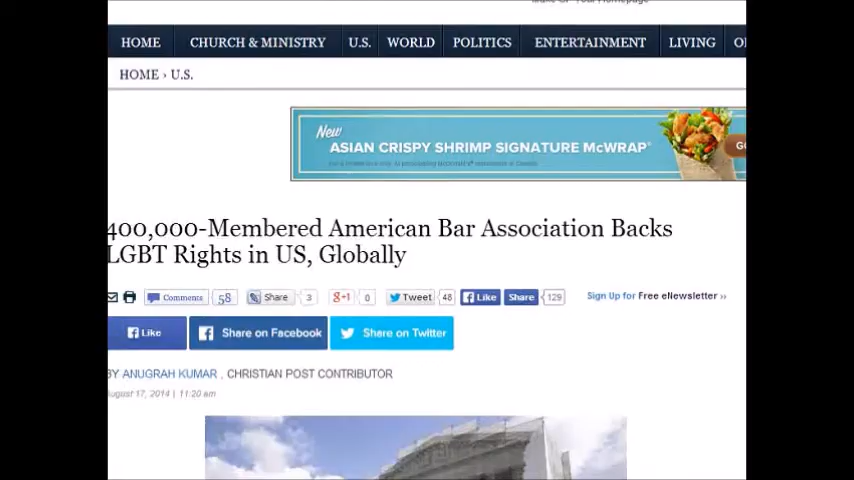 HOME CHURCH & MINISTRY U.S. WORLD POLITICS ENTERTAINMENT LIVING
HOME › U.S.
New
ASIAN CRISPY SHRIMP SIGNATURE McWRAP®
GO
400,000-Membered American Bar Association Backs
LGBT Rights in US, Globally
Comments 58 Share 3 g+1 0 Tweet 48 Like Share 129 Sign Up for Free eNewsletter ››
Like Share on Facebook Share on Twitter
BY ANUGRAH KUMAR , CHRISTIAN POST CONTRIBUTOR
August 17, 2014 | 11:20 am